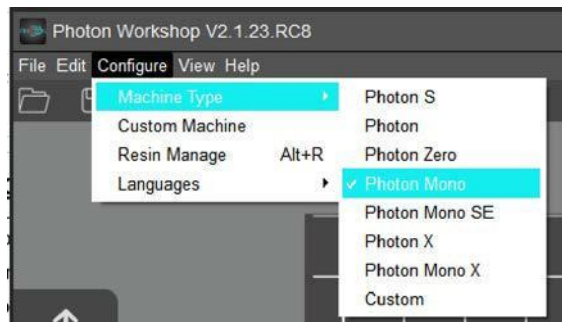 Photon Workshop V2.1.23.RC8
File Edit Configure View Help
Machine Type
Custom Machine
Resin Manage Alt+R
Languages
Photon S
Photon
Photon Zero
Photon Mono
Photon Mono SE
Photon X
Photon Mono X
Custom